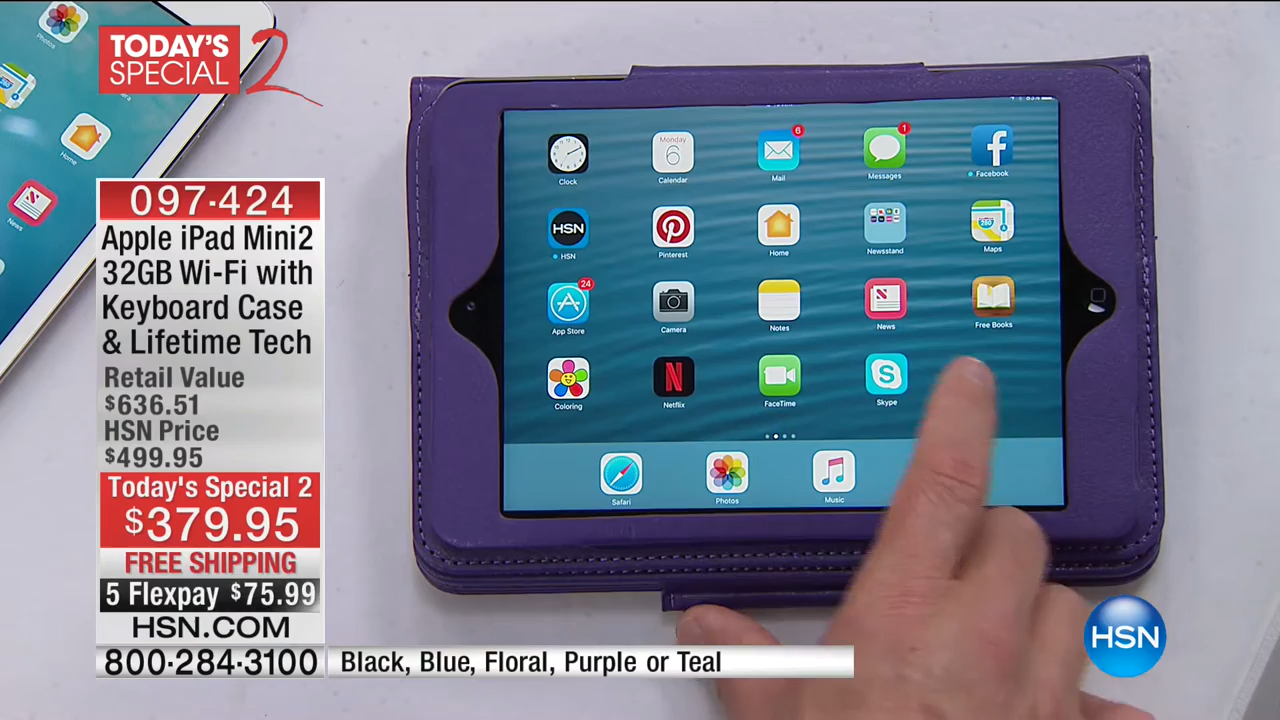 TODAY'S
SPECIAL 2
097-424
Apple iPad Mini2
32GB Wi-Fi with
Keyboard Case
& Lifetime Tech
Retail Value
$636.51
HSN Price
$499.95
Today's Special 2
$379.95
FREE SHIPPING
5 Flexpay $75.99
HSN.COM
800-284-3100
Black, Blue, Floral, Purple or Teal
HSN
Photos
Home
News
Monday
6
6
1
Clock
Calendar
Mail
Messages
Facebook
HSN
HSN
Pinterest
Home
Newsstand
Maps
24
App Store
Camera
Notes
News
Free Books
Coloring
Netflix
FaceTime
Skype
Safari
Photos
Music